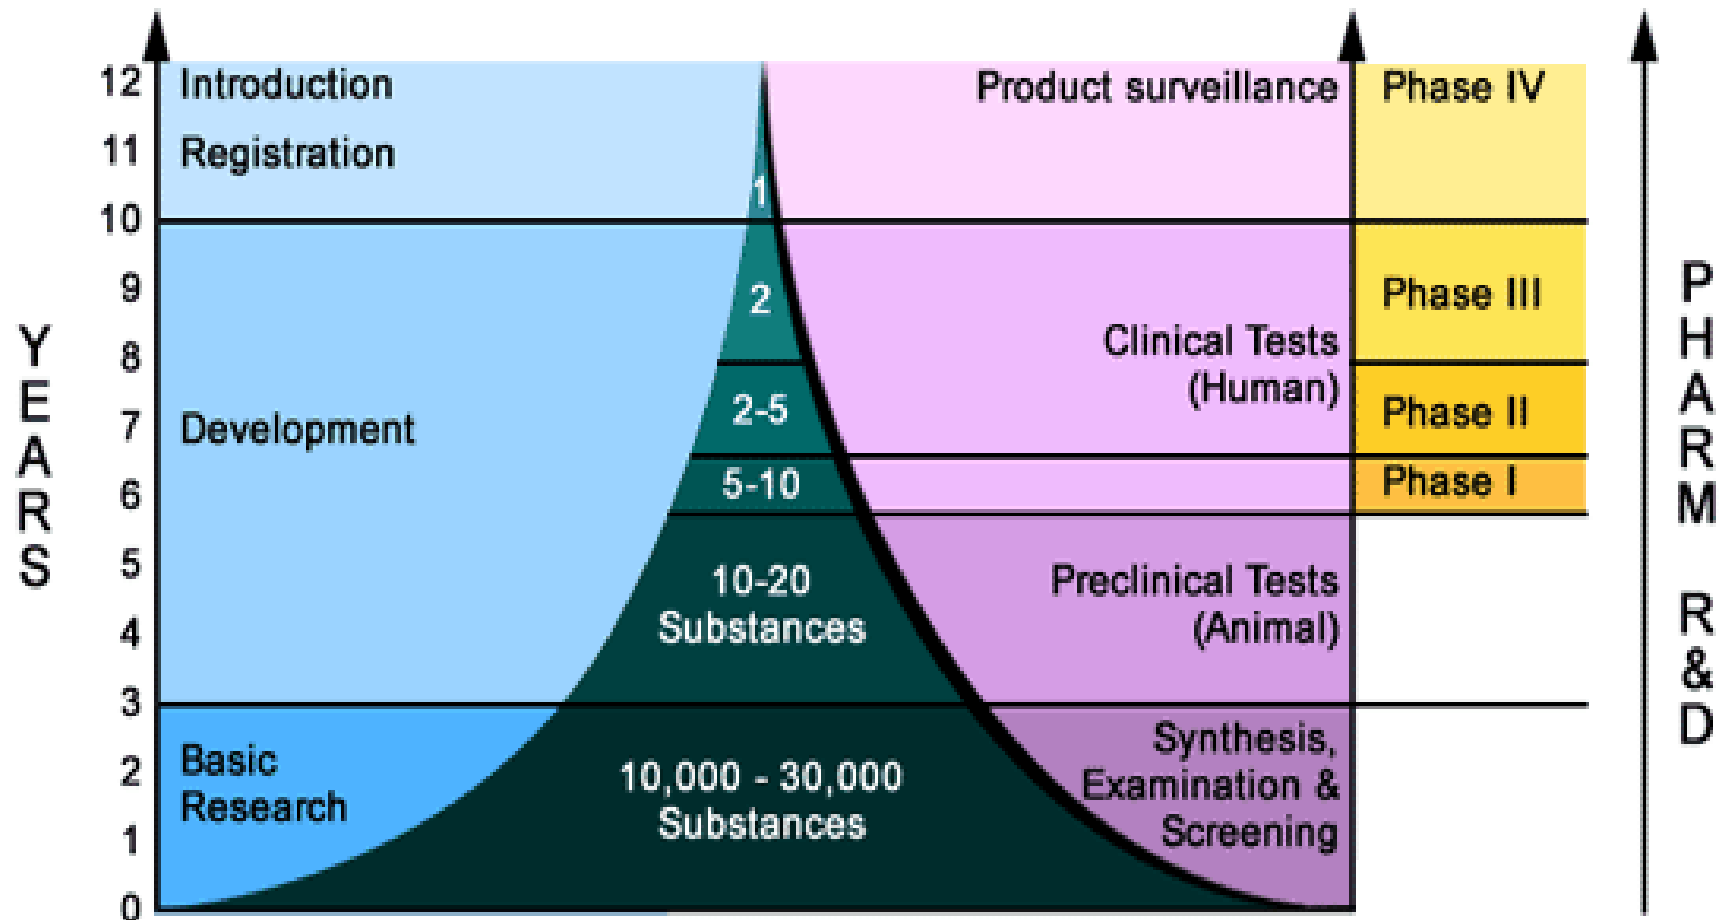 YEARS
12
11
10
9
8
7
6
5
4
3
2
1
0
Introduction
Registration
Development
Basic
Research
1
2
2-5
5-10
10-20
Substances
10,000 - 30,000
Substances
Product surveillance
Clinical Tests
(Human)
Preclinical Tests
(Animal)
Synthesis,
Examination &
Screening
Phase IV
Phase III
Phase II
Phase I
PHARM R&D